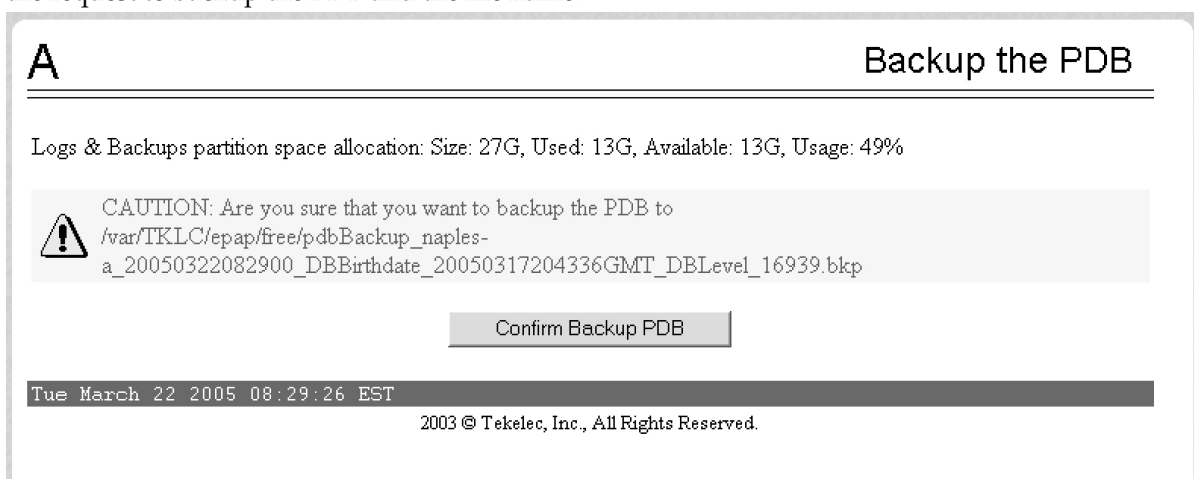 A
Backup the PDB
Logs & Backups partition space allocation: Size: 27G, Used: 13G, Available: 13G, Usage: 49%
CAUTION: Are you sure that you want to backup the PDB to
/var/TKLC/epap/free/pdbBackup_naples-
a_20050322082900_DBBirthdate_20050317204336GMT_DBLevel_16939.bkp
Confirm Backup PDB
Tue March 22 2005 08:29:26 EST
2003 © Tekelec, Inc., All Rights Reserved.